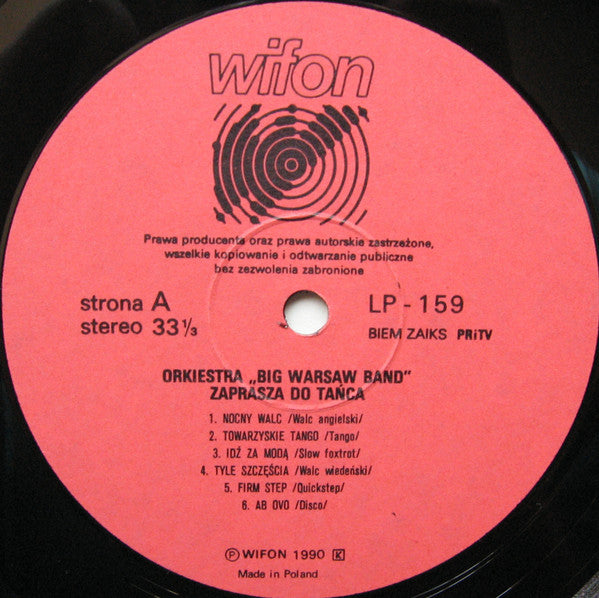 wifon
Prawa producenta oraz prawa autorskie zastrzeżone,
wszelkie kopiowanie i odtwarzanie publiczne
bez zezwolenia zabronione
strona A
stereo 33 1/3
LP - 159
BIEM ZAIKS PRiTV
ORKIESTRA „BIG WARSAW BAND"
ZAPRASZA DO TAŃCA
1. NOCNY WALC /Walc angielski/
2. TOWARZYSKIE TANGO /Tango/
3. IDŹ ZA MODĄ /Slow foxtrot/
4. TYLE SZCZĘŚCIA /Walc wiedeński/
5. FIRM STEP /Quickstep/
6. AB OVO /Disco/
Ⓟ WIFON 1990 K
Made in Poland